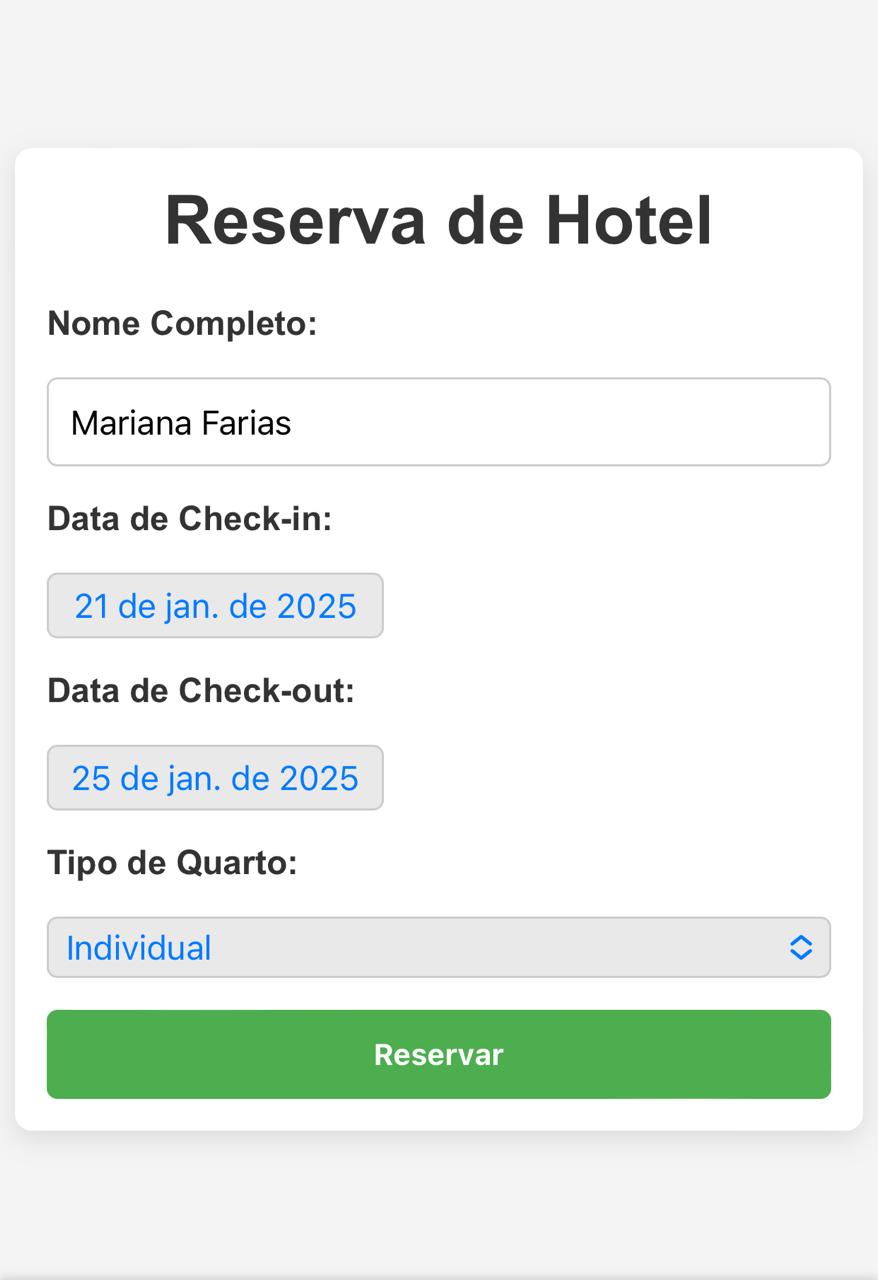 Reserva de Hotel
Nome Completo:
Mariana Farias
Data de Check-in:
21 de jan. de 2025
Data de Check-out:
25 de jan. de 2025
Tipo de Quarto:
Individual
Reservar